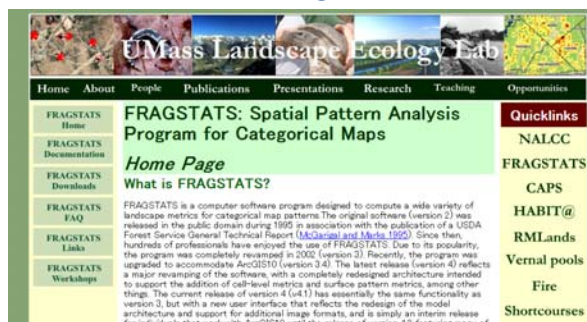 UMass Landscape Ecology Lab
Home About People Publications Presentations Research Teaching Opportunities
FRAGSTATS
Home
FRAGSTATS
Documentation
FRAGSTATS
Downloads
FRAGSTATS
FAQ
FRAGSTATS
Links
FRAGSTATS
Workshops
FRAGSTATS: Spatial Pattern Analysis
Program for Categorical Maps
Home Page
What is FRAGSTATS?
FRAGSTATS is a computer software program designed to compute a wide variety of
landscape metrics for categorical map patterns. The original software (version 2) was
released in the public domain during 1995 in association with the publication of a USDA
Forest Service General Technical Report (McGarigal and Marks 1995). Since then,
hundreds of professionals have enjoyed the use of FRAGSTATS. Due to its popularity,
the program was completely revamped in 2002 (version 3). Recently, the program was
upgraded to accommodate ArcGIS10 (version 3.4). The latest release (version 4) reflects
a major revamping of the software, with a completely redesigned architecture intended
to support the addition of cell-level metrics and surface pattern metrics, among other
things. The current release of version 4 (v4.1) has essentially the same functionality as
version 3, but with a new user interface that reflects the redesign of the model
architecture and support for additional image formats, and is simply an interim release
Quicklinks
NALCC
FRAGSTATS
CAPS
HABIT@
RMLands
Vernal pools
Fire
Shortcourses